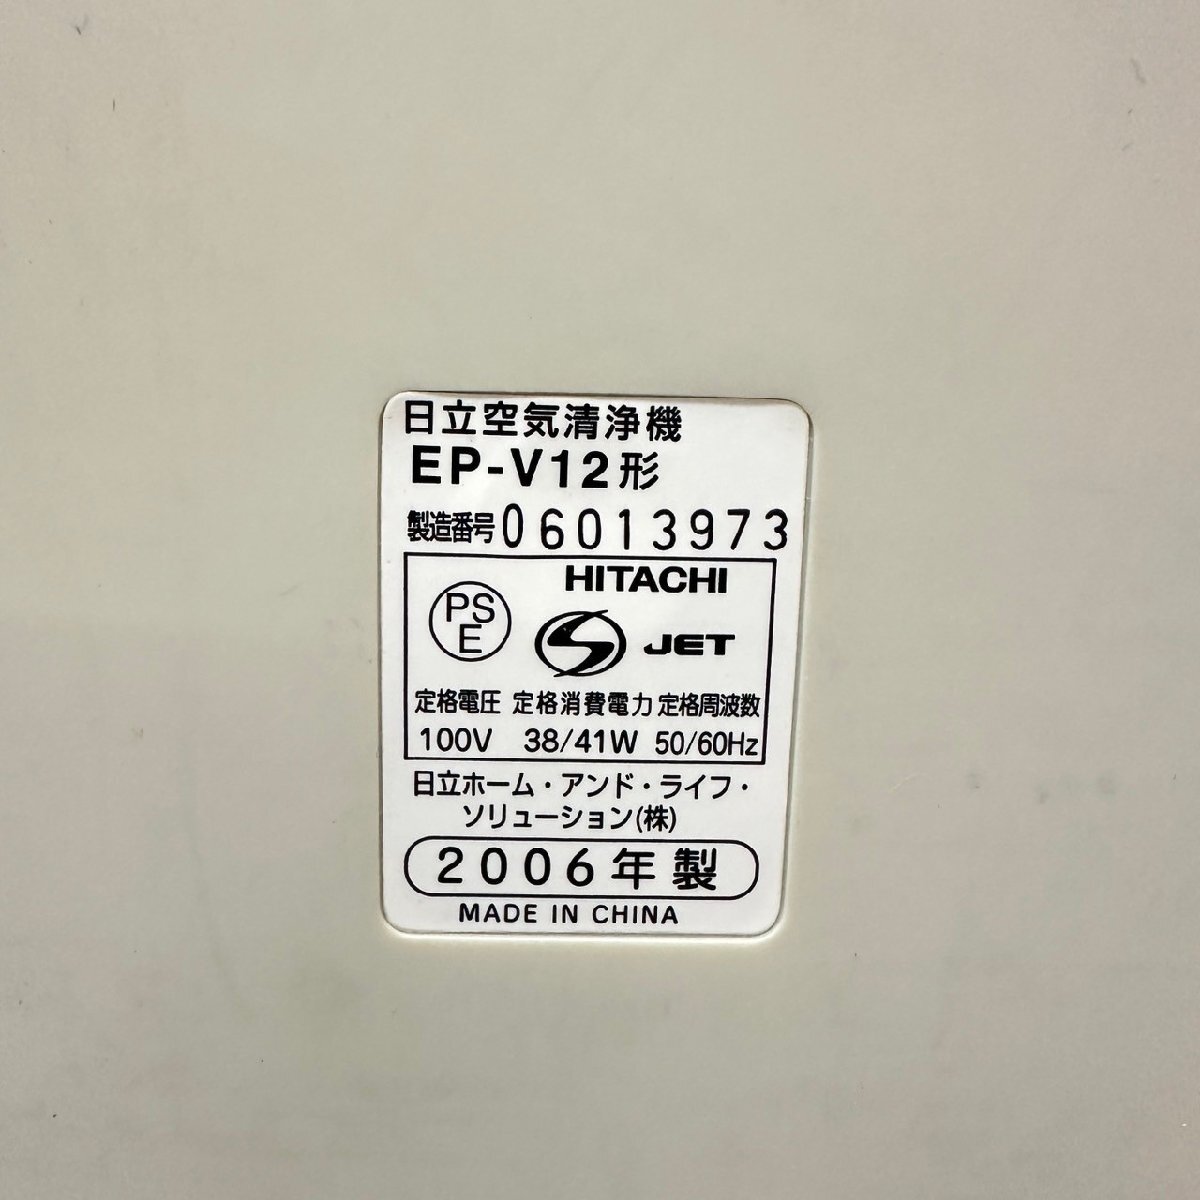 日立空気清浄機
EP-V12形
製造番号06013973
HITACHI
PS
E
S JET
定格電圧 定格消費電力 定格周波数
100V 38/41W 50/60Hz
日立ホーム・アンド・ライフ・
ソリューション(株)
2006年製
MADE IN CHINA